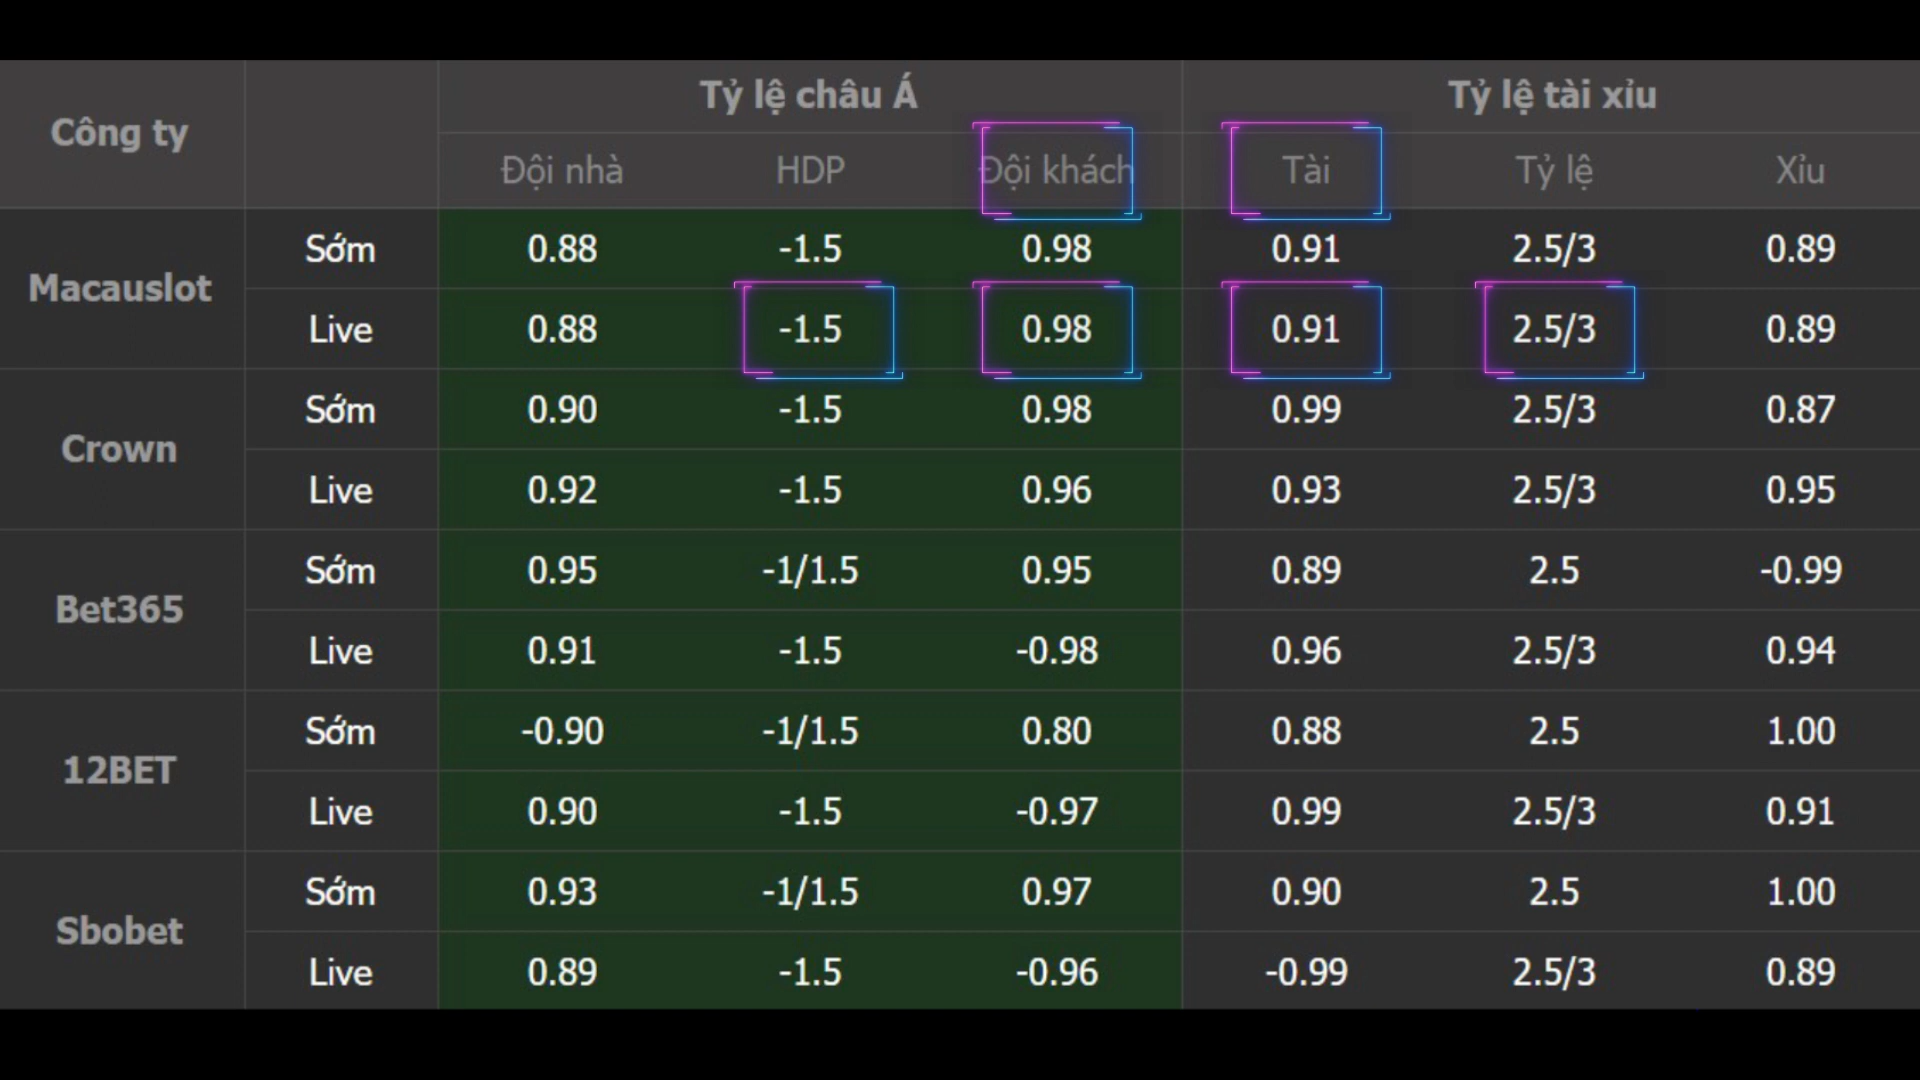 Công ty Tỷ lệ châu Á Tỷ lệ tài xỉu
Đội nhà HDP Đội khách Tài Tỷ lệ Xỉu
Macauslot Sớm 0.88 -1.5 0.98 0.91 2.5/3 0.89
Live 0.88 -1.5 0.98 0.91 2.5/3 0.89
Crown Sớm 0.90 -1.5 0.98 0.99 2.5/3 0.87
Live 0.92 -1.5 0.96 0.93 2.5/3 0.95
Bet365 Sớm 0.95 -1/1.5 0.95 0.89 2.5 -0.99
Live 0.91 -1.5 -0.98 0.96 2.5/3 0.94
12BET Sớm -0.90 -1/1.5 0.80 0.88 2.5 1.00
Live 0.90 -1.5 -0.97 0.99 2.5/3 0.91
Sbobet Sớm 0.93 -1/1.5 0.97 0.90 2.5 1.00
Live 0.89 -1.5 -0.96 -0.99 2.5/3 0.89